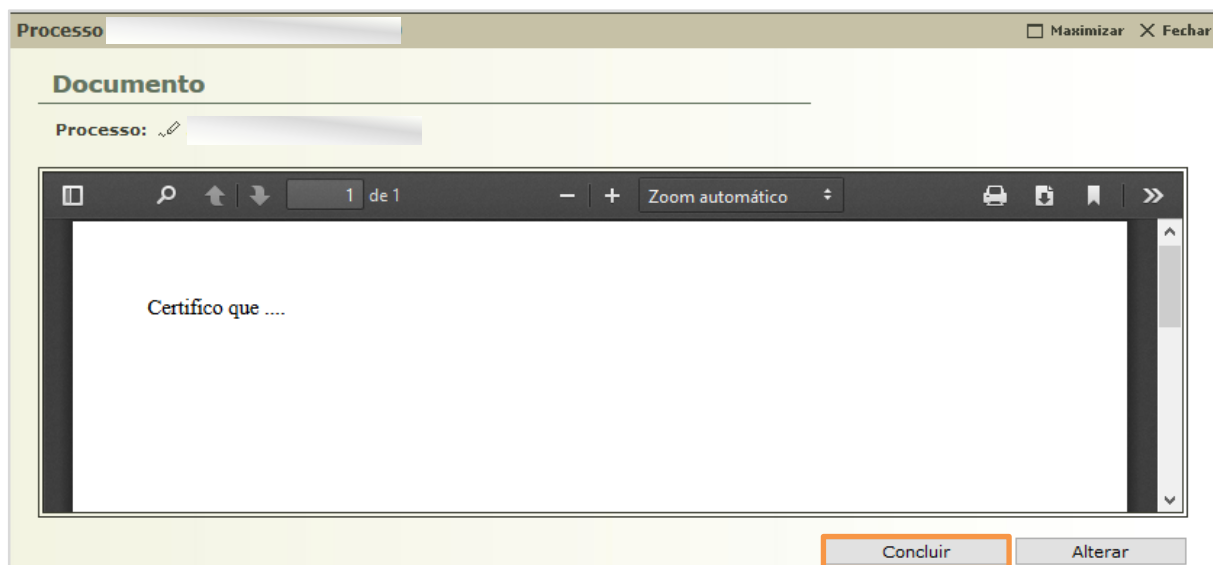 Processo Maximizar Fechar
Documento
Processo:
1 de 1 Zoom automático
Certifico que ....
Concluir Alterar